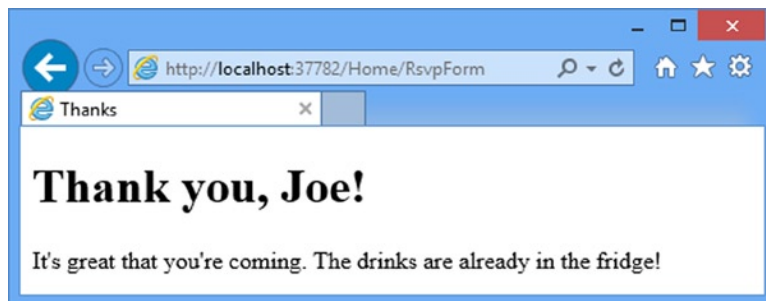 http://localhost:37782/Home/RsvpForm
Thanks
Thank you, Joe!
It's great that you're coming. The drinks are already in the fridge!